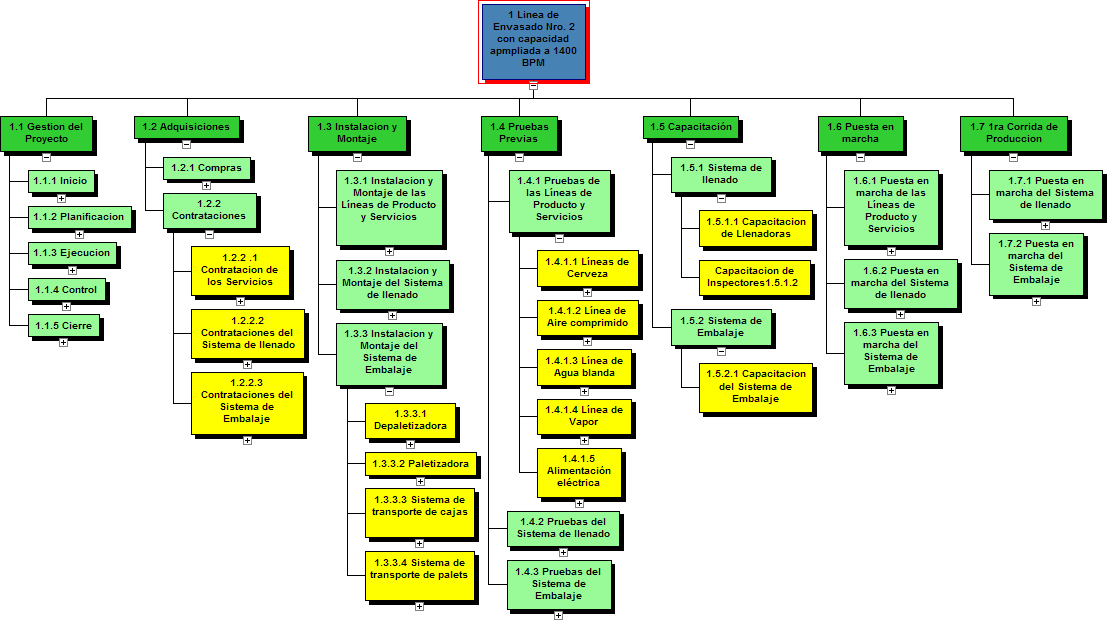 1 Linea de
Envasado Nro. 2
con capacidad
apmpliada a 1400
BPM
1.1 Gestion del
Proyecto
1.1.1 Inicio
1.1.2 Planificacion
1.1.3 Ejecucion
1.1.4 Control
1.1.5 Cierre
1.2 Adquisiciones
1.2.1 Compras
1.2.2
Contrataciones
1.2.2 .1
Contratacion de
los Servicios
1.2.2.2
Contrataciones del
Sistema de llenado
1.2.2.3
Contrataciones del
Sistema de
Embalaje
1.3 Instalacion y
Montaje
1.3.1 Instalacion y
Montaje de las
Líneas de Producto
y Servicios
1.3.2 Instalacion y
Montaje del Sistema
de llenado
1.3.3 Instalacion y
Montaje del
Sistema de
Embalaje
1.3.3.1
Depaletizadora
1.3.3.2 Paletizadora
1.3.3.3 Sistema de
transporte de cajas
1.3.3.4 Sistema de
transporte de palets
1.4 Pruebas
Previas
1.4.1 Pruebas de
las Líneas de
Producto y
Servicios
1.4.1.1 Líneas de
Cerveza
1.4.1.2 Línea de
Aire comprimido
1.4.1.3 Línea de
Agua blanda
1.4.1.4 Línea de
Vapor
1.4.1.5
Alimentación
eléctrica
1.4.2 Pruebas del
Sistema de llenado
1.4.3 Pruebas del
Sistema de
Embalaje
1.5 Capacitación
1.5.1 Sistema de
llenado
1.5.1.1 Capacitacion
de Llenadoras
Capacitacion de
Inspectores1.5.1.2
1.5.2 Sistema de
Embalaje
1.5.2.1 Capacitacion
del Sistema de
Embalaje
1.6 Puesta en
marcha
1.6.1 Puesta en
marcha de las
Líneas de
Producto y
Servicios
1.6.2 Puesta en
marcha del Sistema
de llenado
1.6.3 Puesta en
marcha del
Sistema de
Embalaje
1.7 1ra Corrida de
Produccion
1.7.1 Puesta en
marcha del Sistema
de llenado
1.7.2 Puesta en
marcha del
Sistema de
Embalaje